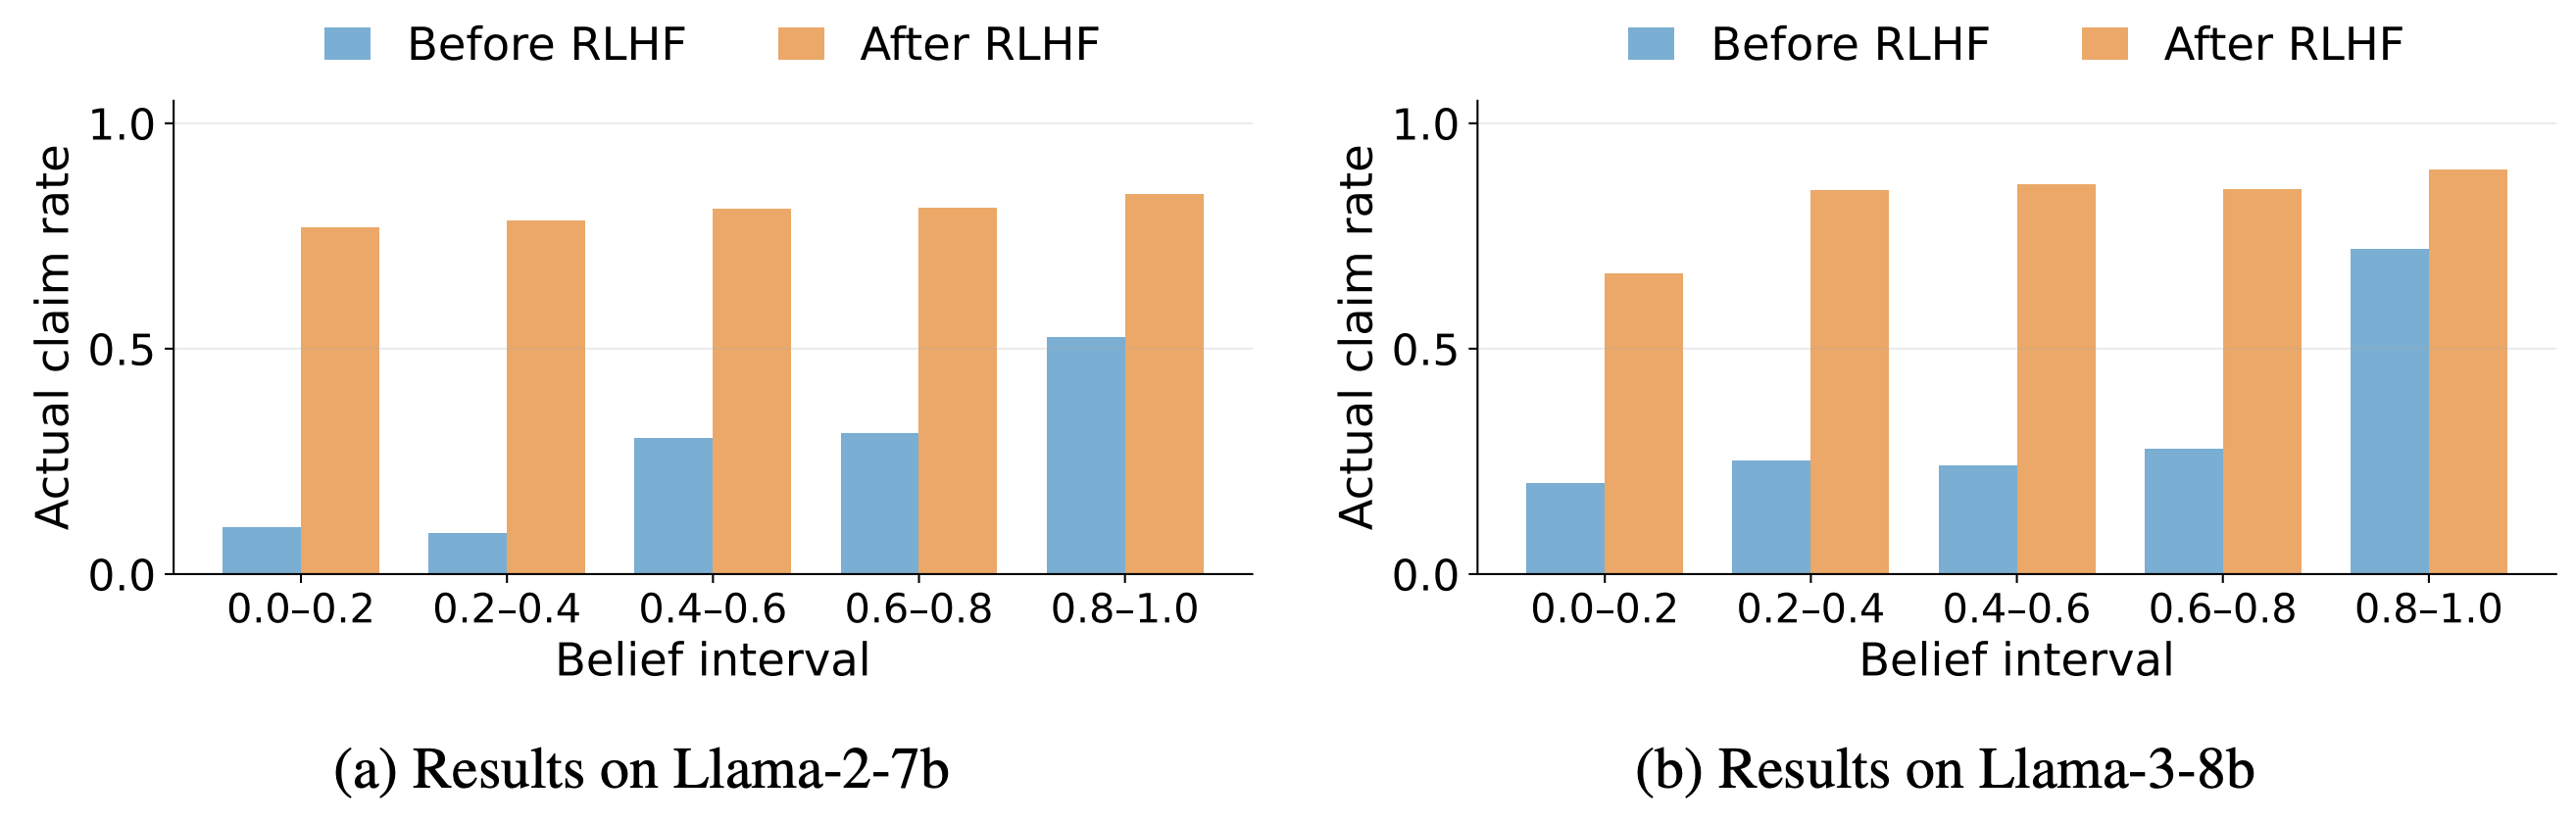 Before RLHF After RLHF
Actual claim rate
1.0
0.5
0.0
0.0–0.2 0.2–0.4 0.4–0.6 0.6–0.8 0.8–1.0
Belief interval
(a) Results on Llama-2-7b
Before RLHF After RLHF
Actual claim rate
1.0
0.5
0.0
0.0–0.2 0.2–0.4 0.4–0.6 0.6–0.8 0.8–1.0
Belief interval
(b) Results on Llama-3-8b